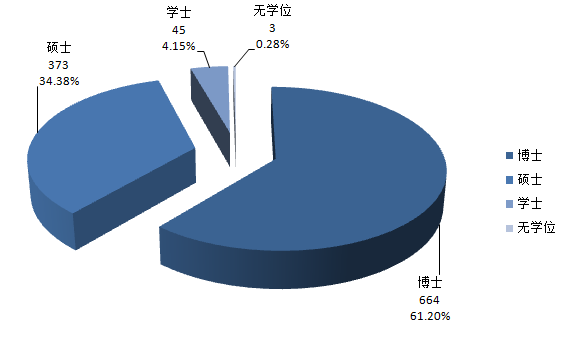 无学位
3
0.28%
学士
45
4.15%
硕士
373
34.38%
博士
硕士
学士
无学位
博士
664
61.20%